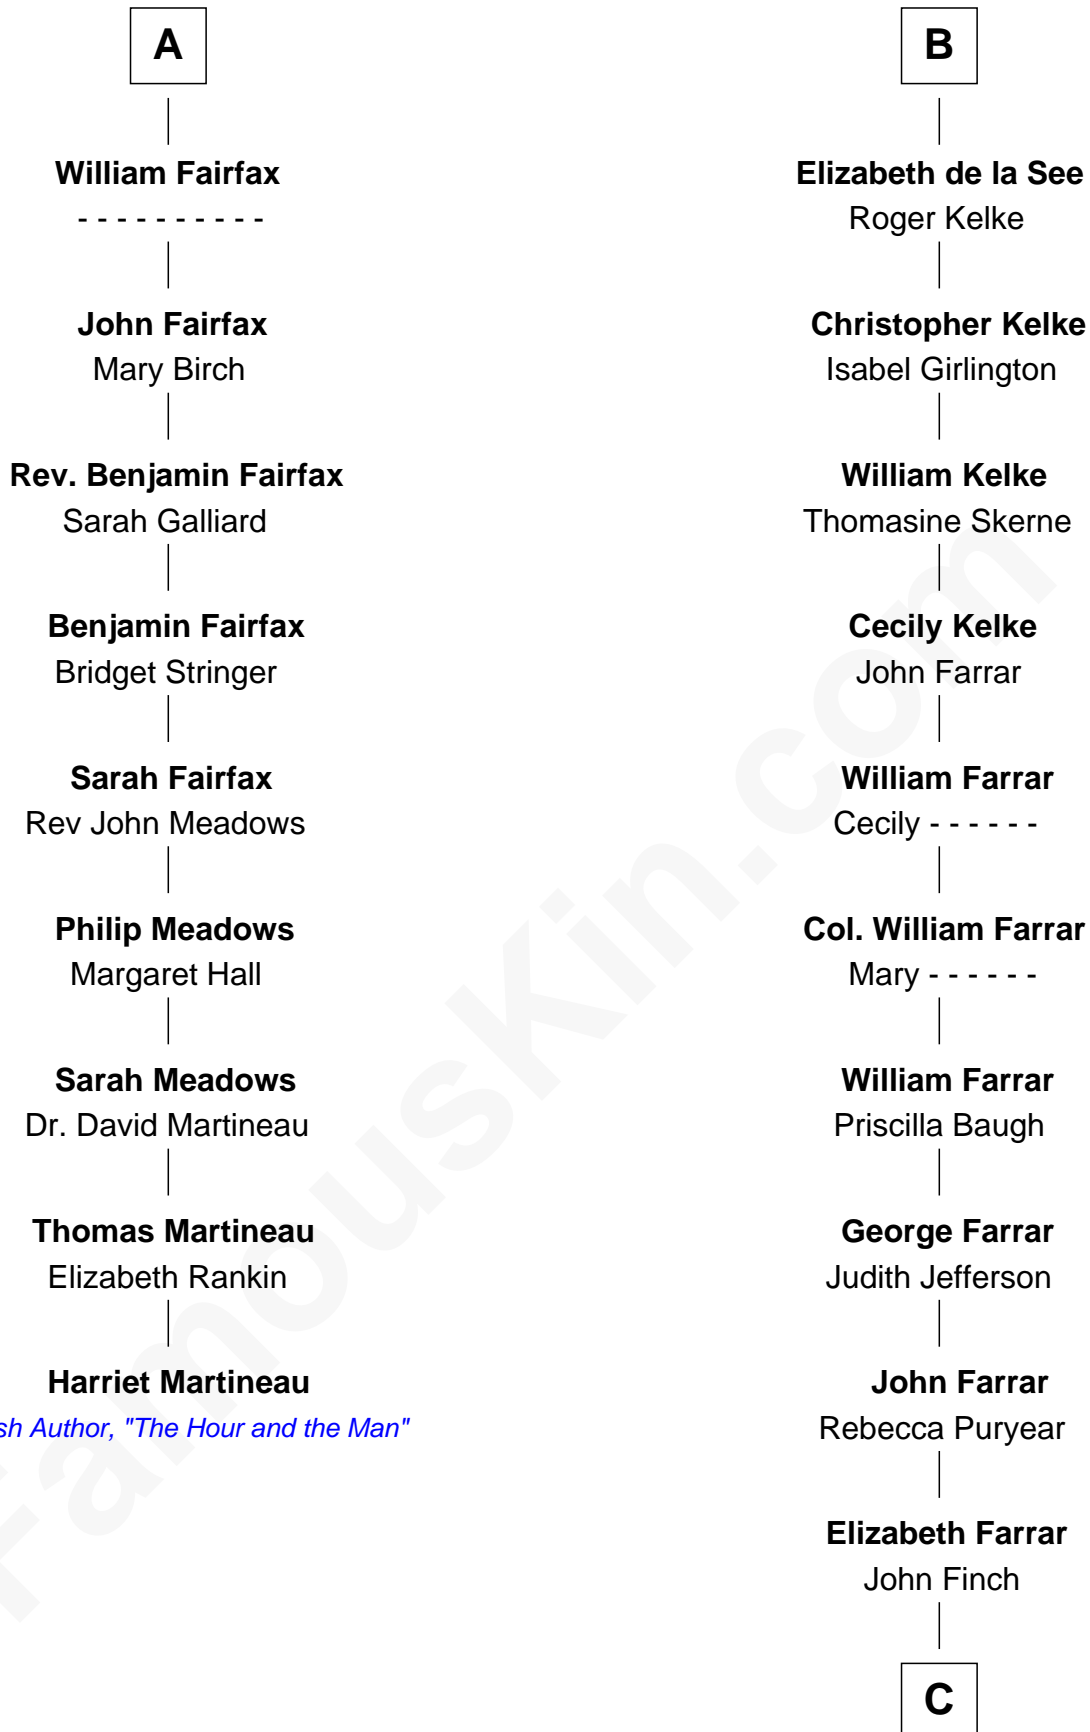 A
William Fairfax
- - - - - - - - - -
John Fairfax
Mary Birch
Rev. Benjamin Fairfax
Sarah Galliard
Benjamin Fairfax
Bridget Stringer
Sarah Fairfax
Rev John Meadows
Philip Meadows
Margaret Hall
Sarah Meadows
Dr. David Martineau
Thomas Martineau
Elizabeth Rankin
Harriet Martineau
sh Author, "The Hour and the Man"
B
Elizabeth de la See
Roger Kelke
Christopher Kelke
Isabel Girlington
William Kelke
Thomasine Skerne
Cecily Kelke
John Farrar
William Farrar
Cecily - - - - - -
Col. William Farrar
Mary - - - - - -
William Farrar
Priscilla Baugh
George Farrar
Judith Jefferson
John Farrar
Rebecca Puryear
Elizabeth Farrar
John Finch
C
FamousKin.com